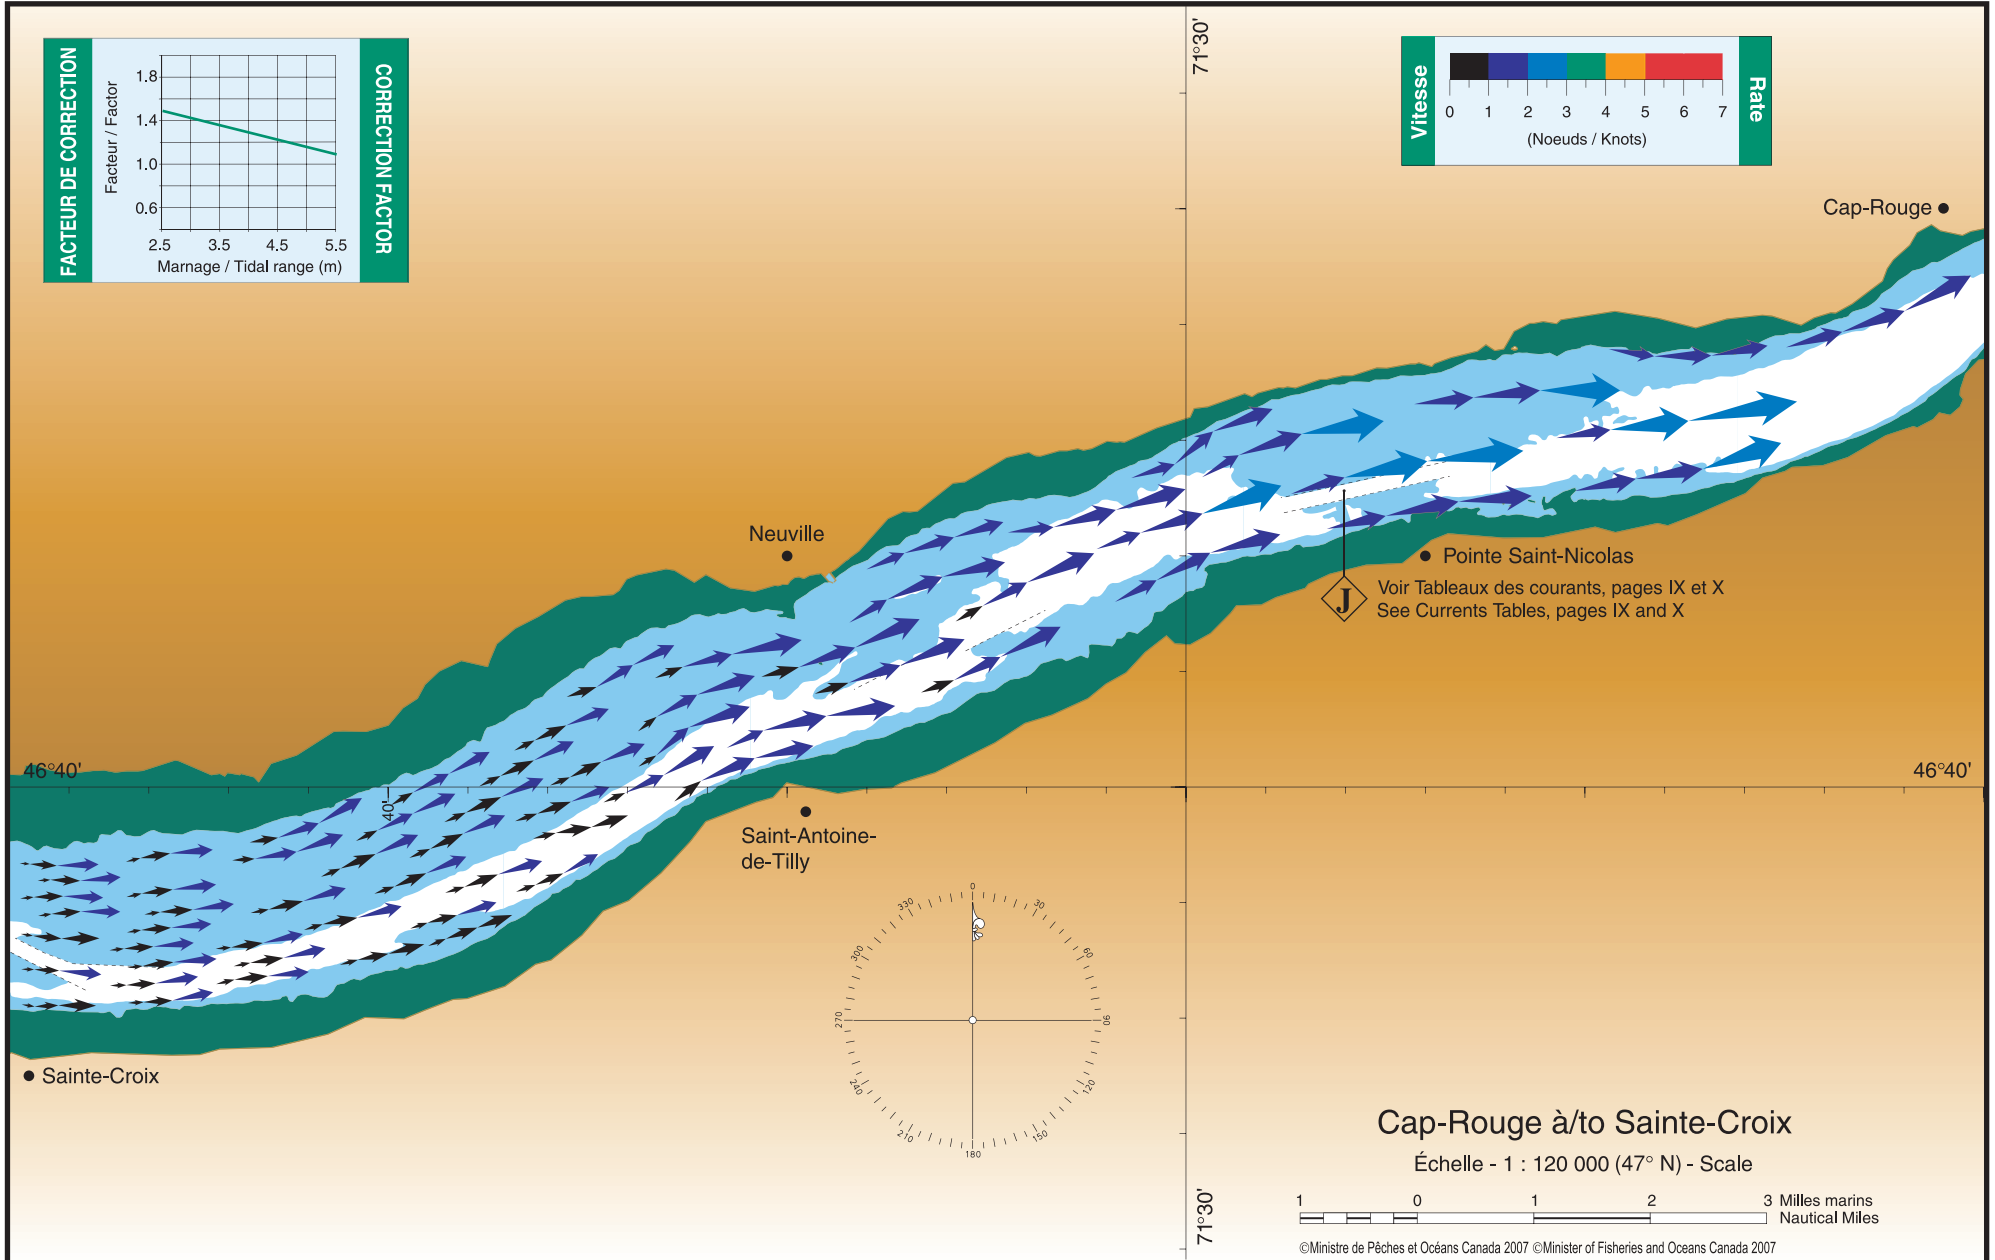 FACTEUR DE CORRECTION
Facteur / Factor
1.8
1.4
1.0
0.6
2.5 3.5 4.5 5.5
Marnage / Tidal range (m)
CORRECTION FACTOR
71°30'
Vitesse
0 1 2 3 4 5 6 7
(Noeuds / Knots)
Rate
Cap-Rouge
Neuville
Pointe Saint-Nicolas
J
Voir Tableaux des courants, pages IX et X
See Currents Tables, pages IX and X
46°40'
46°40'
40'
Saint-Antoine-
de-Tilly
0
30
60
90
120
150
180
210
240
270
300
330
Sainte-Croix
Cap-Rouge à/to Sainte-Croix
Échelle - 1 : 120 000 (47° N) - Scale
71°30'
1 0 1 2 3 Milles marins
Nautical Miles
©Ministre de Pêches et Océans Canada 2007 ©Minister of Fisheries and Oceans Canada 2007